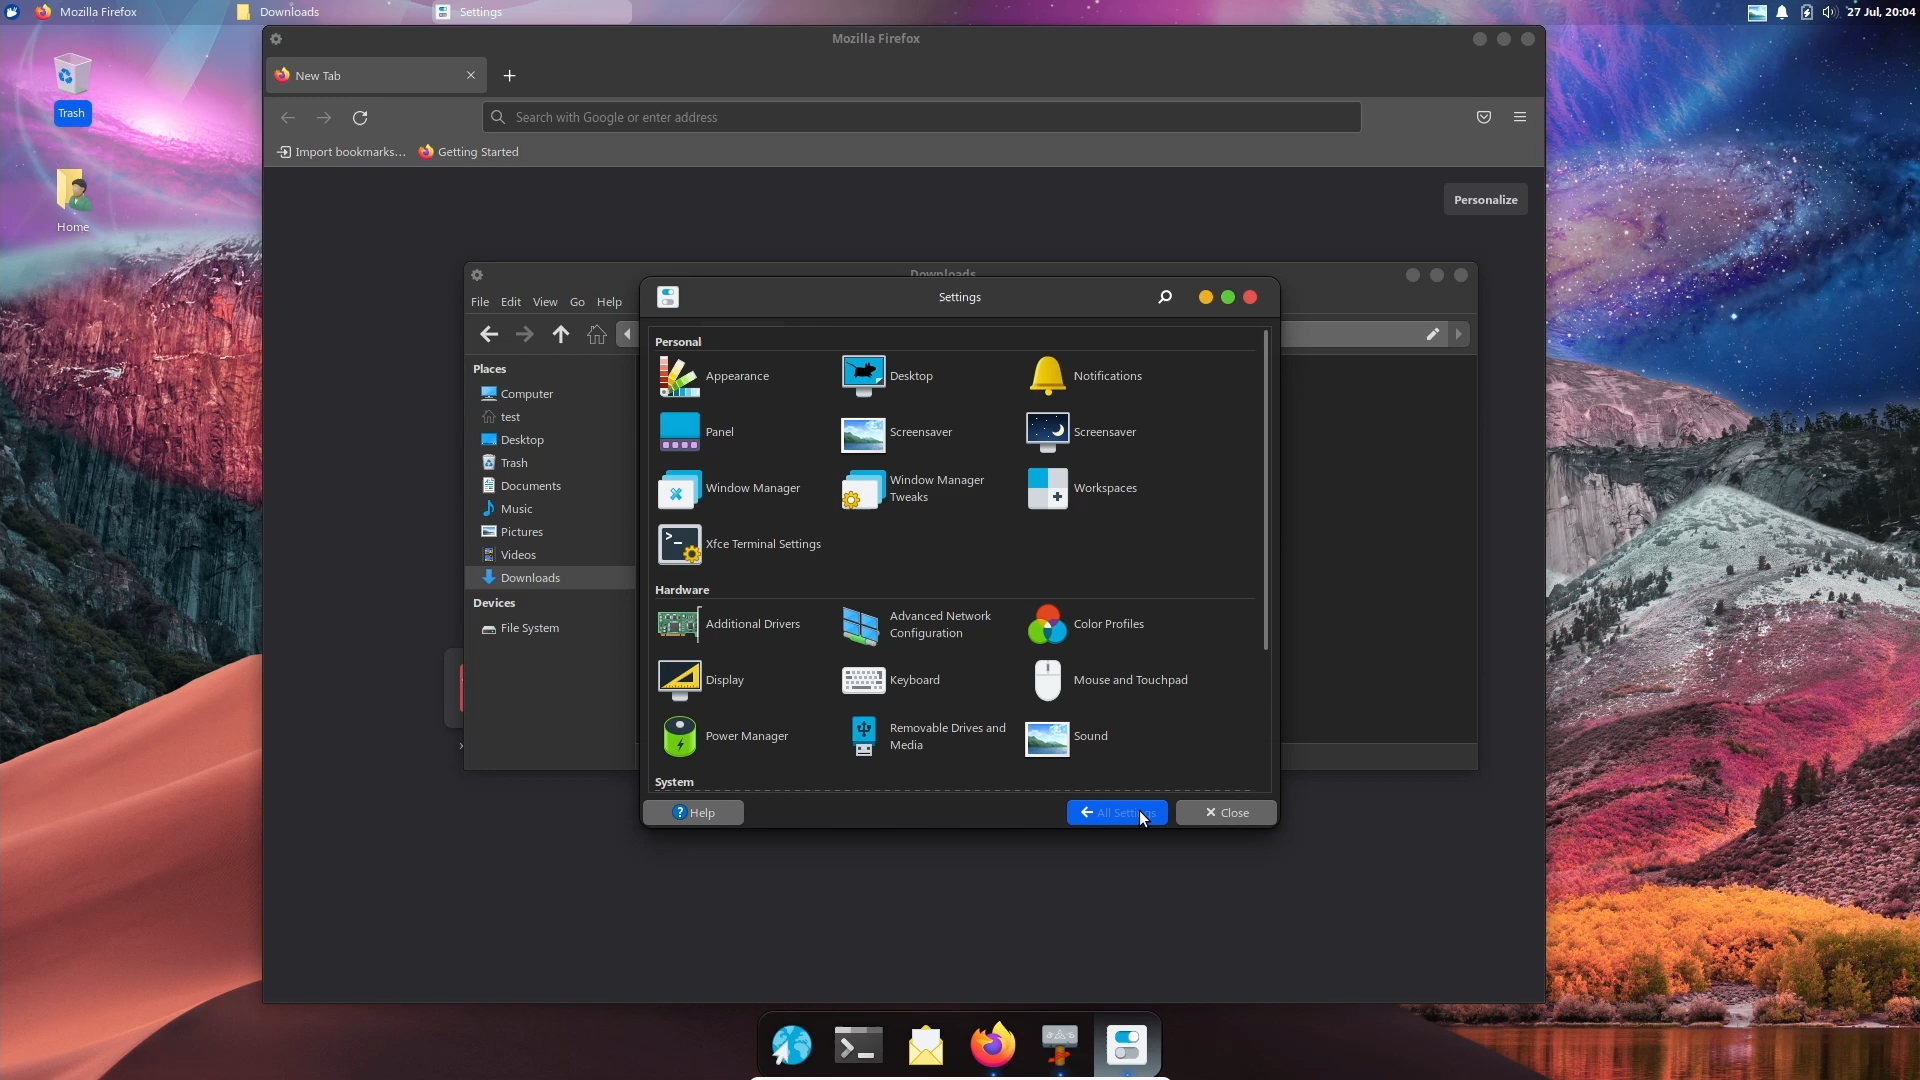 Mozilla Firefox
Downloads
Settings
27 Jul, 20:04
Trash
Home
Mozilla Firefox
New Tab
Search with Google or enter address
Import bookmarks...
Getting Started
Personalize
Downloads
File Edit View Go Help
Places
Computer
test
Desktop
Trash
Documents
Music
Pictures
Videos
Downloads
Devices
File System
Settings
Personal
Appearance
Desktop
Notifications
Panel
Screensaver
Screensaver
Window Manager
Window Manager
Tweaks
Workspaces
Xfce Terminal Settings
Hardware
Additional Drivers
Advanced Network
Configuration
Color Profiles
Display
Keyboard
Mouse and Touchpad
Power Manager
Removable Drives and
Media
Sound
System
Help
All Settings
Close